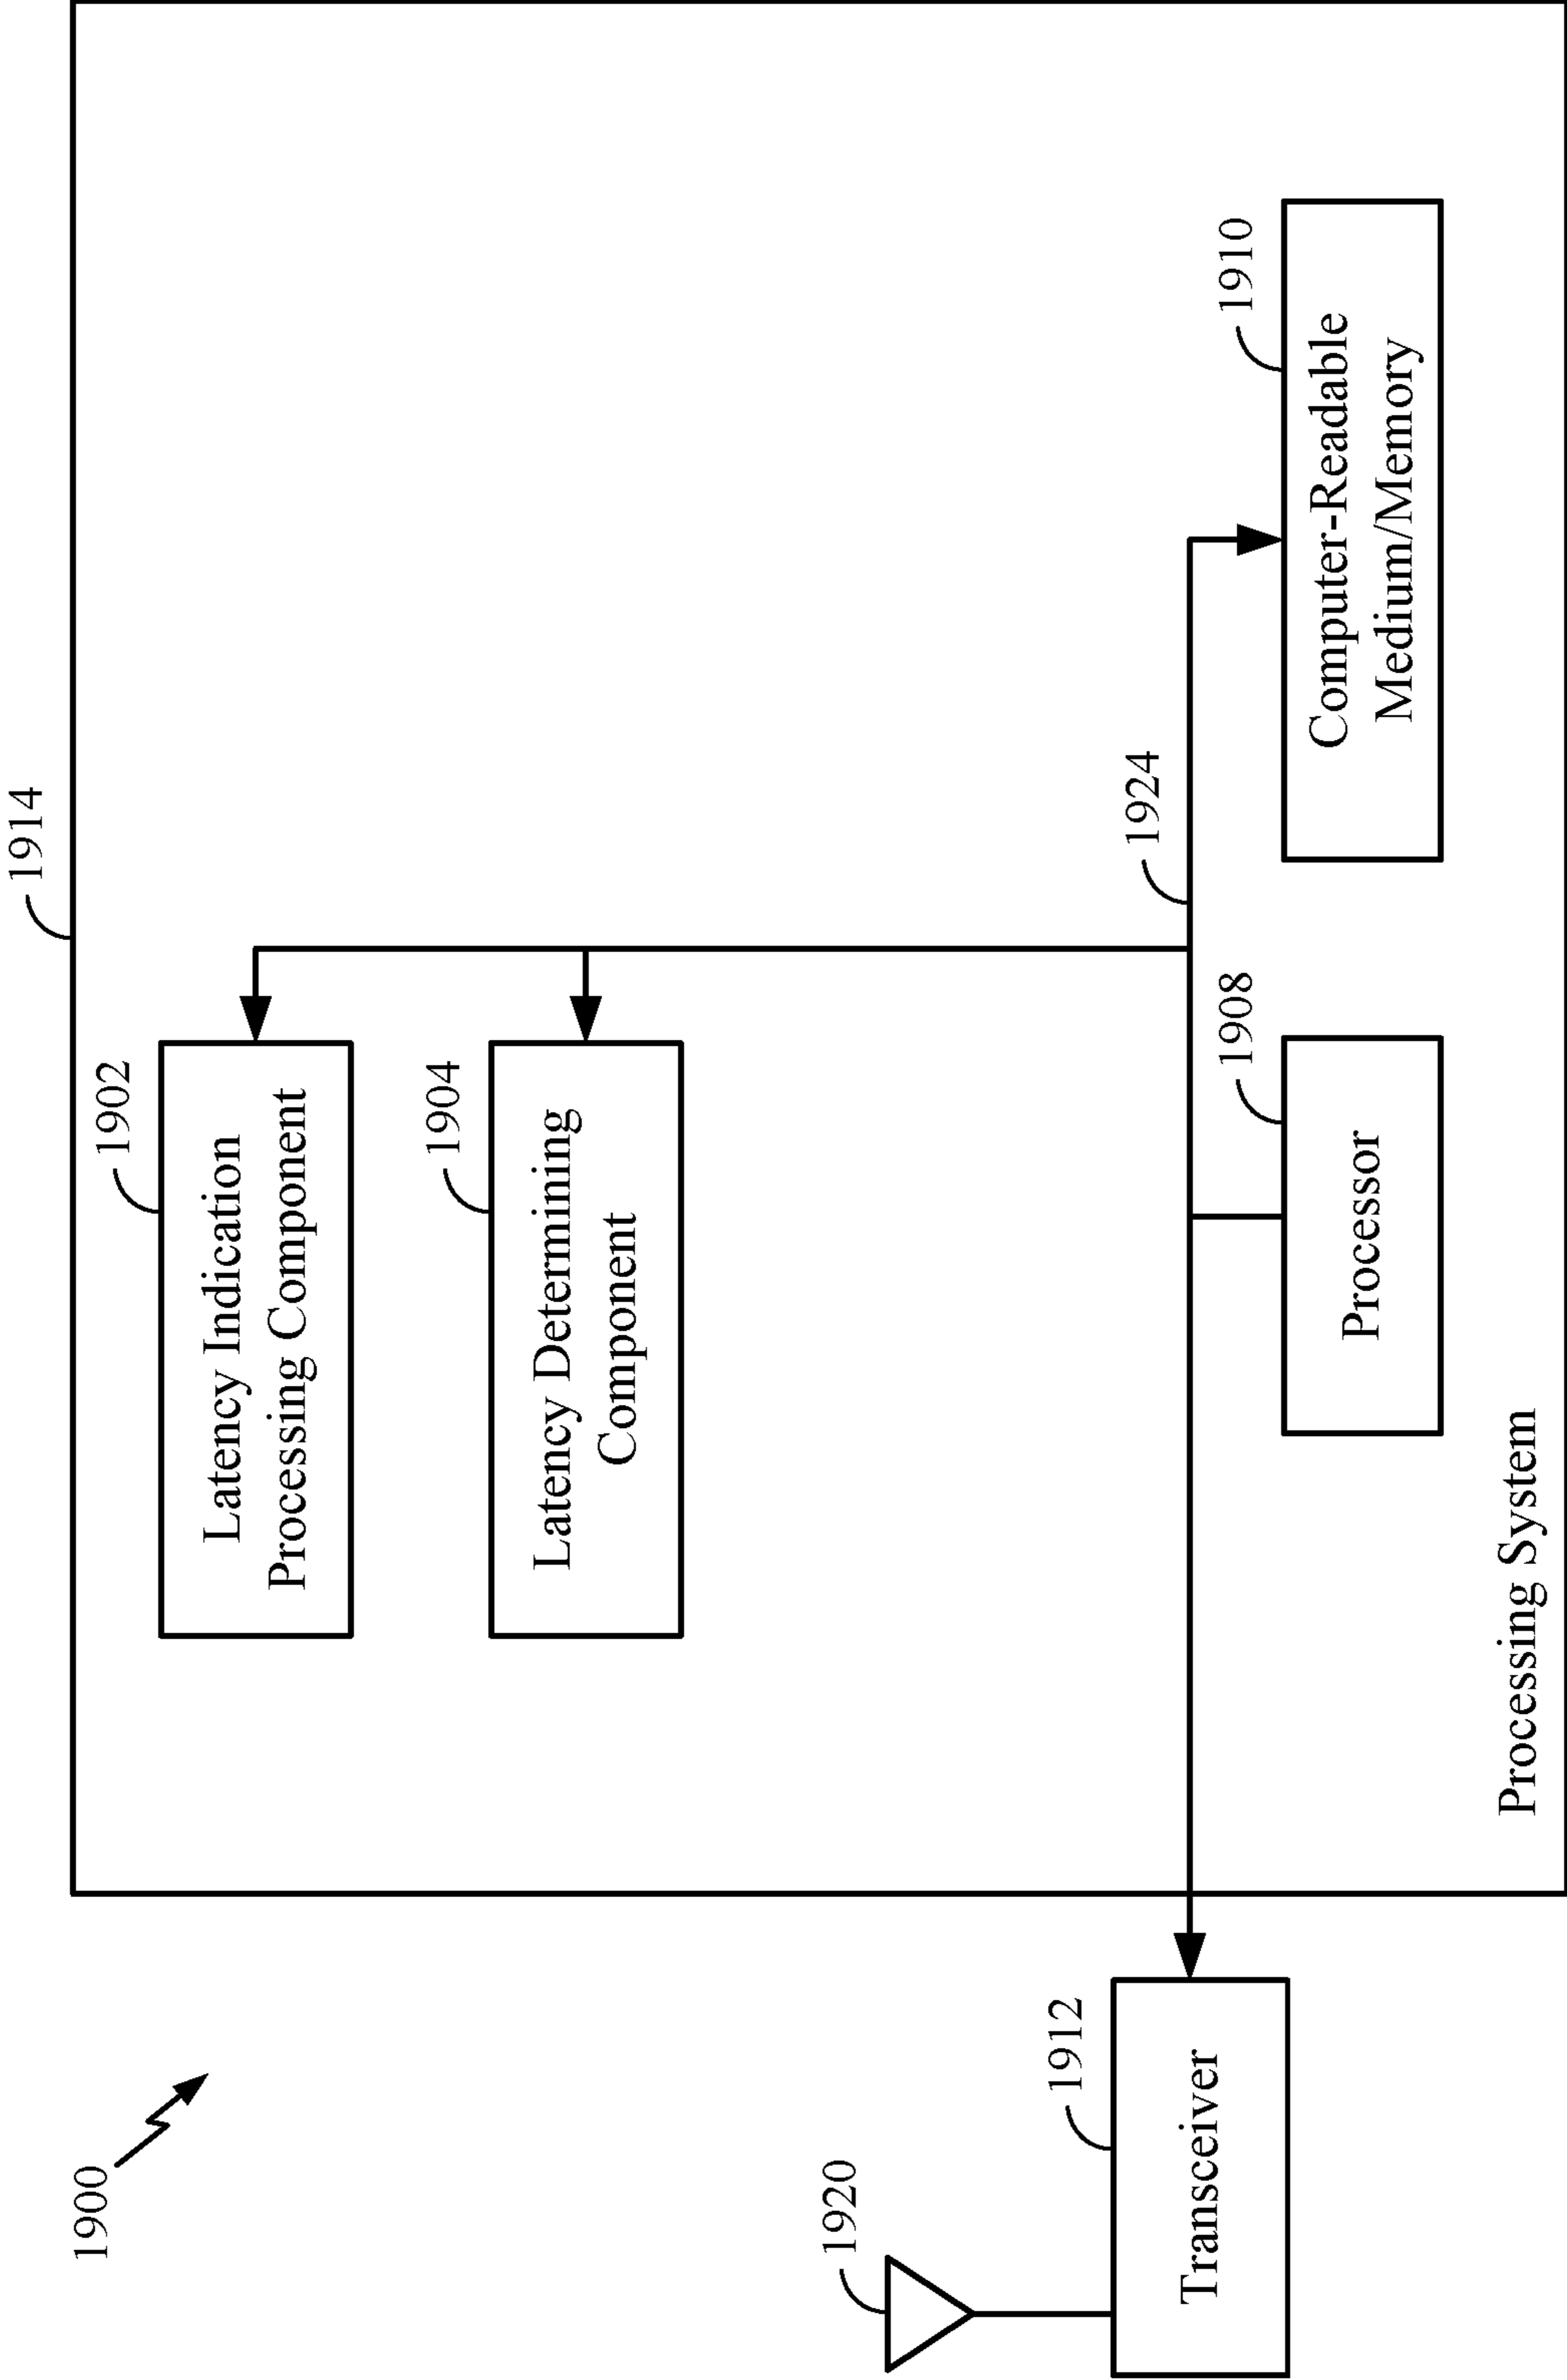 1900
1914
1902
Latency Indication
Processing Component
1904
Latency Determining
Component
1920
1912
Transceiver
1924
1908
Processor
1910
Computer-Readable
Medium/Memory
Processing System